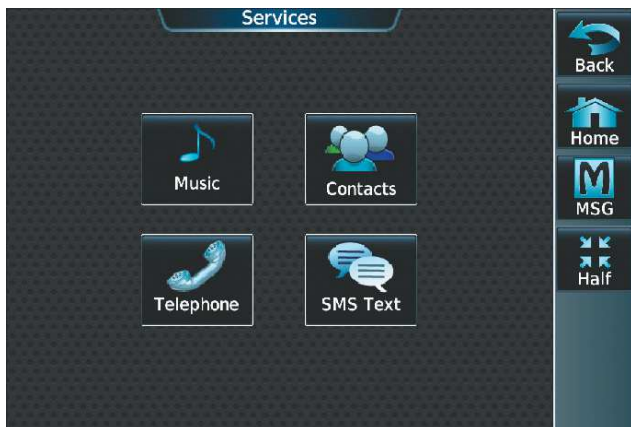 Services
Back
Home
MSG
Half
Music
Contacts
Telephone
SMS Text